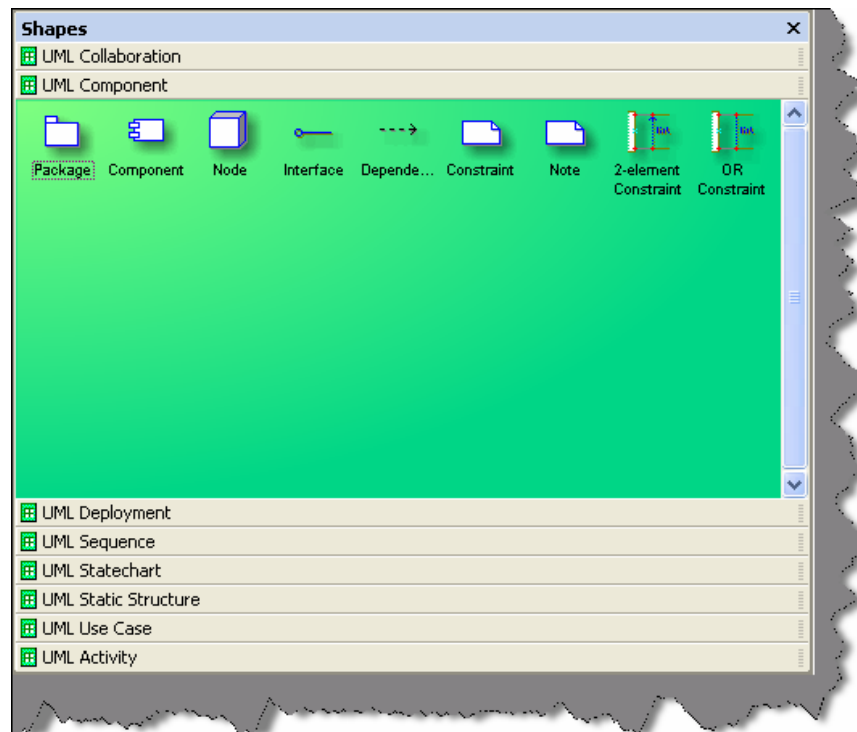 Shapes
UML Collaboration
UML Component
Package Component Node Interface Depende... Constraint Note 2-element OR
Constraint Constraint
UML Deployment
UML Sequence
UML Statechart
UML Static Structure
UML Use Case
UML Activity